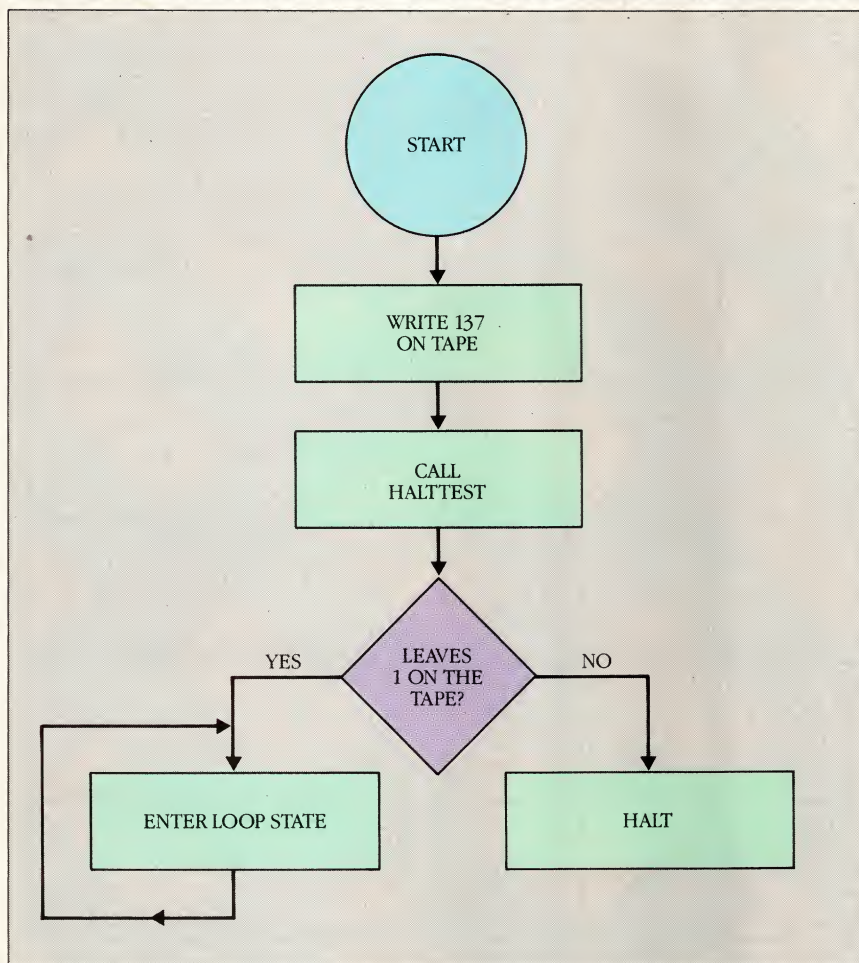 START
WRITE 137
ON TAPE
CALL
HALTTEST
LEAVES
1 ON THE
TAPE?
YES
NO
ENTER LOOP STATE
HALT